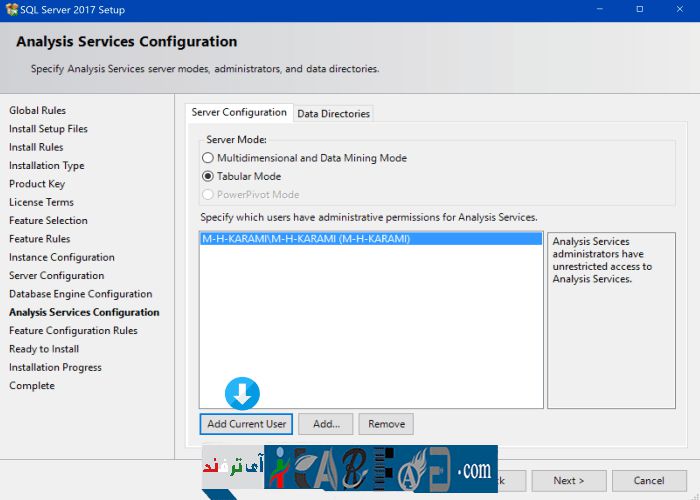 SQL Server 2017 Setup
Analysis Services Configuration
Specify Analysis Services server modes, administrators, and data directories.
Global Rules
Install Setup Files
Install Rules
Installation Type
Product Key
License Terms
Feature Selection
Feature Rules
Instance Configuration
Server Configuration
Database Engine Configuration
Analysis Services Configuration
Feature Configuration Rules
Ready to Install
Installation Progress
Complete
Server Configuration
Data Directories
Server Mode:
Multidimensional and Data Mining Mode
Tabular Mode
PowerPivot Mode
Specify which users have administrative permissions for Analysis Services.
M-H-KARAMI\M-H-KARAMI (M-H-KARAMI)
Analysis Services
administrators have
unrestricted access to
Analysis Services.
Add Current User
Add...
Remove
آی ترفند
.com
Next >
Cancel